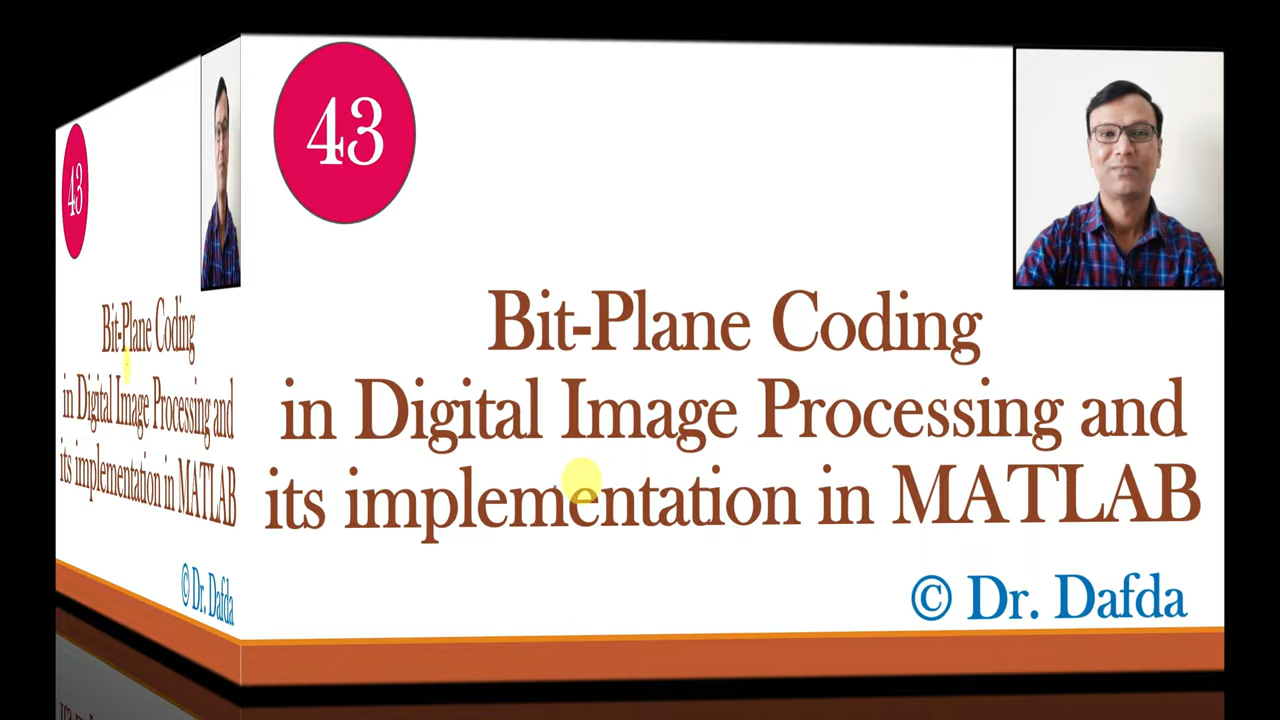 43
Bit-Plane Coding
in Digital Image Processing and
its implementation in MATLAB
© Dr. Dafda
43
Bit-Plane Coding
in Digital Image Processing and
its implementation in MATLAB
© Dr. Dafda